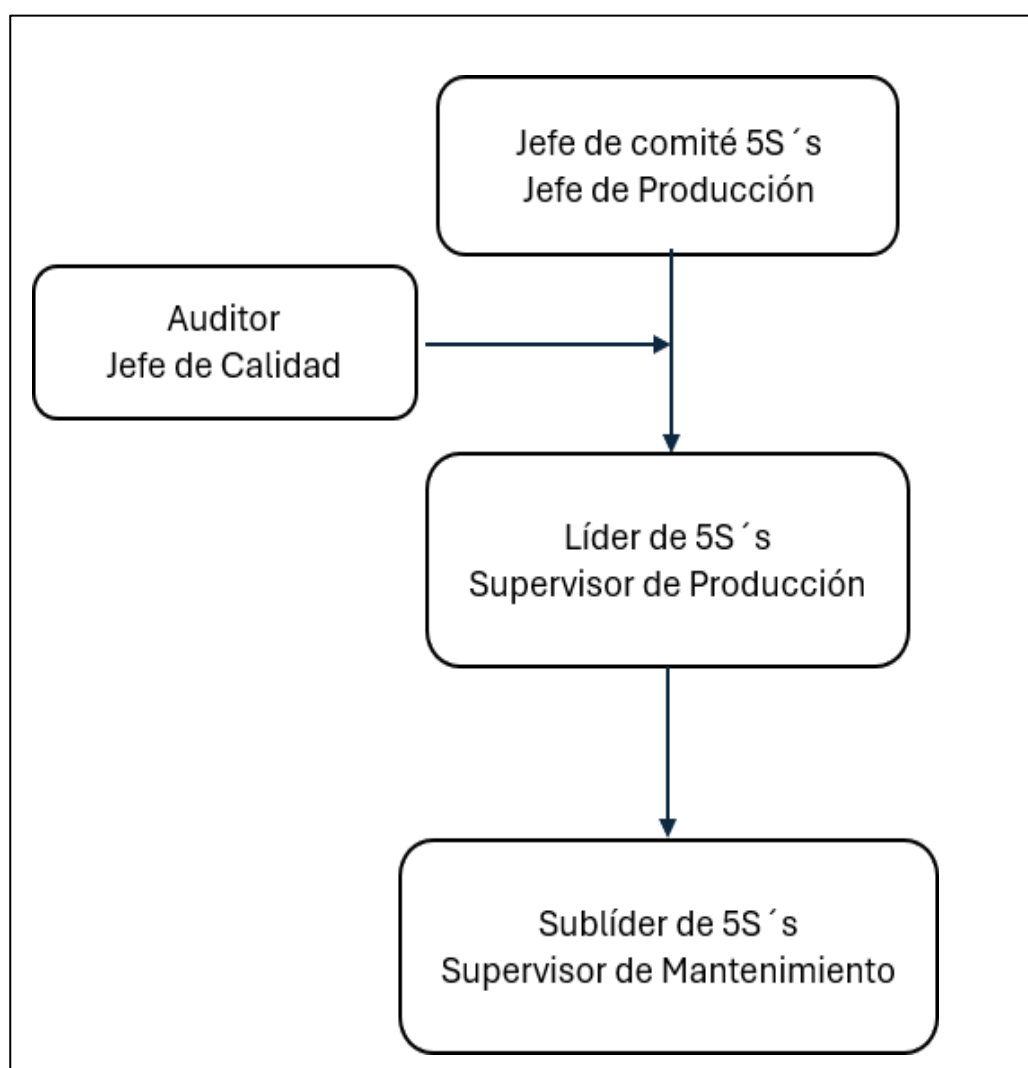 Jefe de comité 5S ´s
Jefe de Producción
Auditor
Jefe de Calidad
Líder de 5S ´s
Supervisor de Producción
Sublíder de 5S ´s
Supervisor de Mantenimiento